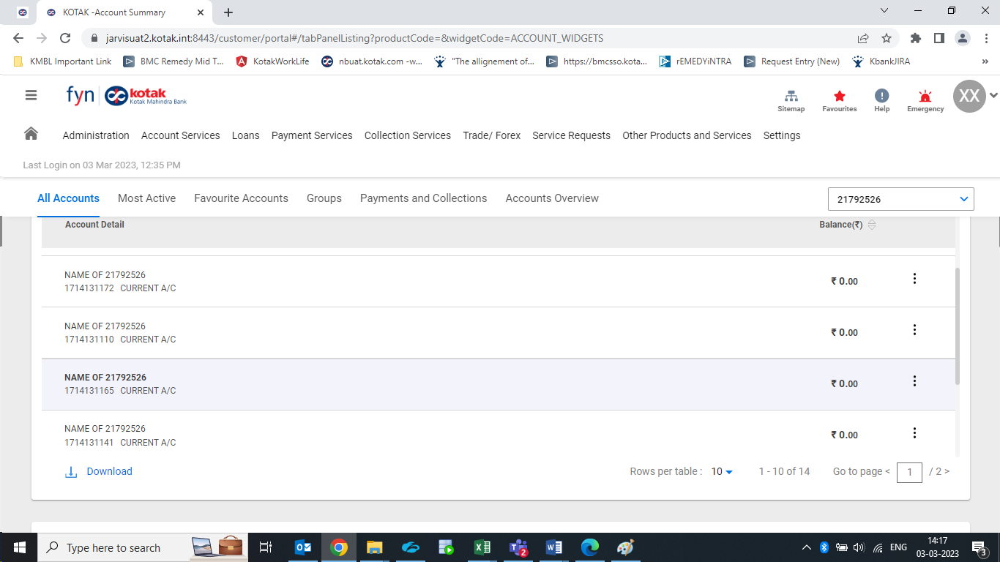 KOTAK -Account Summary
jarvisuat2.kotak.int:8443/customer/portal#/tabPanelListing?productCode=&widgetCode=ACCOUNT_WIDGETS
KMBL Important Link BMC Remedy Mid T... KotakWorkLife nbuat.kotak.com -w... "The allignement of... https://bmcsso.kota... rEMEDYiNTRA Request Entry (New) KbankJIRA »
fyn kotak
Kotak Mahindra Bank
XX
Sitemap Favourites Help Emergency
Administration Account Services Loans Payment Services Collection Services Trade/ Forex Service Requests Other Products and Services Settings
Last Login on 03 Mar 2023, 12:35 PM
All Accounts Most Active Favourite Accounts Groups Payments and Collections Accounts Overview 21792526
Account Detail Balance(₹)
NAME OF 21792526
1714131172 CURRENT A/C ₹ 0.00
NAME OF 21792526
1714131110 CURRENT A/C ₹ 0.00
NAME OF 21792526
1714131165 CURRENT A/C ₹ 0.00
NAME OF 21792526
1714131141 CURRENT A/C ₹ 0.00
Download Rows per table : 10 1 - 10 of 14 Go to page < 1 / 2 >
Type here to search 2 ENG 14:17
03-03-2023 3